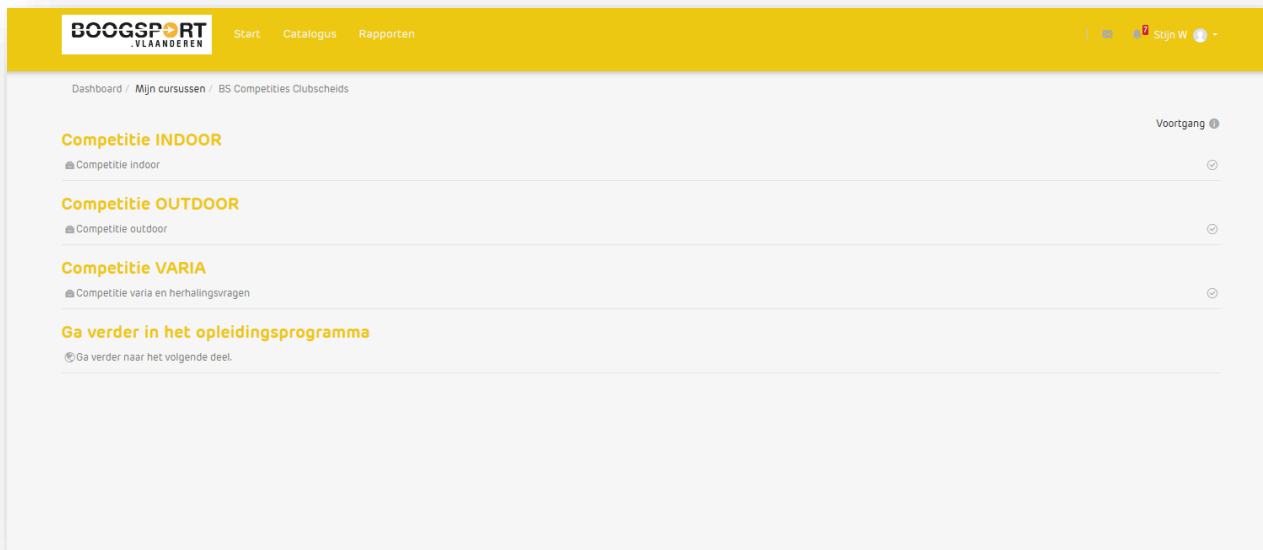 BOOGSPORT
.VLAANDEREN
Start Catalogus Rapporten
7 Stijn W
Dashboard / Mijn cursussen / BS Competities Clubscheids
Voortgang
Competitie INDOOR
Competitie indoor
Competitie OUTDOOR
Competitie outdoor
Competitie VARIA
Competitie varia en herhalingsvragen
Ga verder in het opleidingsprogramma
Ga verder naar het volgende deel.